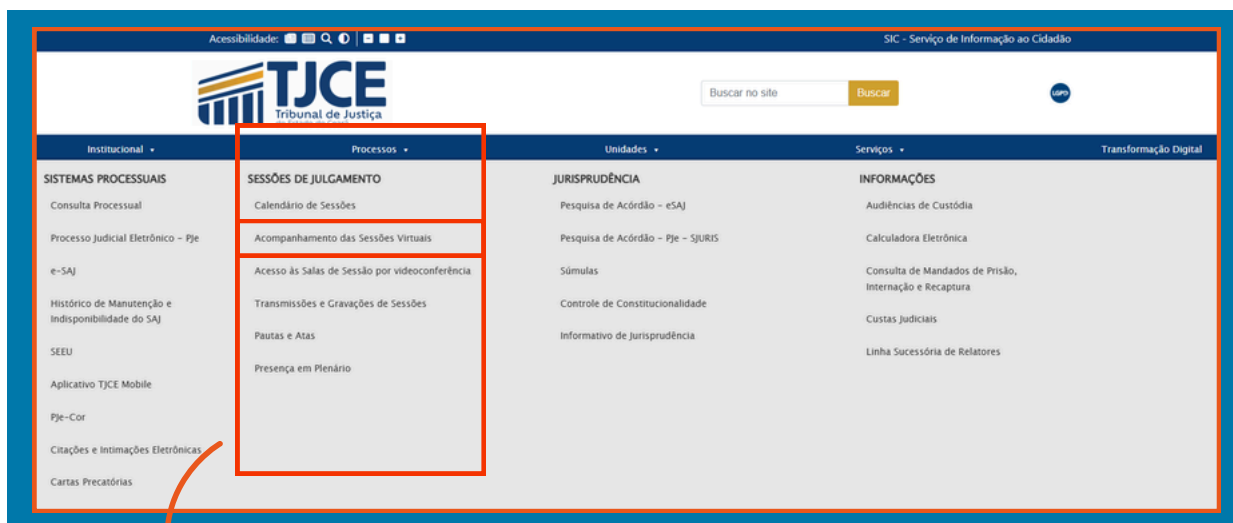 Acessibilidade:
SIC - Serviço de Informação ao Cidadão
TJCE
Tribunal de Justiça
do Estado do Ceará
Buscar no site
Buscar
LGPD
Institucional
Processos
Unidades
Serviços
Transformação Digital
SISTEMAS PROCESSUAIS
Consulta Processual
Processo Judicial Eletrônico – PJe
e-SAJ
Histórico de Manutenção e
Indisponibilidade do SAJ
SEEU
Aplicativo TJCE Mobile
PJe-Cor
Citações e Intimações Eletrônicas
Cartas Precatórias
SESSÕES DE JULGAMENTO
Calendário de Sessões
Acompanhamento das Sessões Virtuais
Acesso às Salas de Sessão por videoconferência
Transmissões e Gravações de Sessões
Pautas e Atas
Presença em Plenário
JURISPRUDÊNCIA
Pesquisa de Acórdão – eSAJ
Pesquisa de Acórdão – PJe – SJURIS
Súmulas
Controle de Constitucionalidade
Informativo de Jurisprudência
INFORMAÇÕES
Audiências de Custódia
Calculadora Eletrônica
Consulta de Mandados de Prisão,
Internação e Recaptura
Custas Judiciais
Linha Sucessória de Relatores